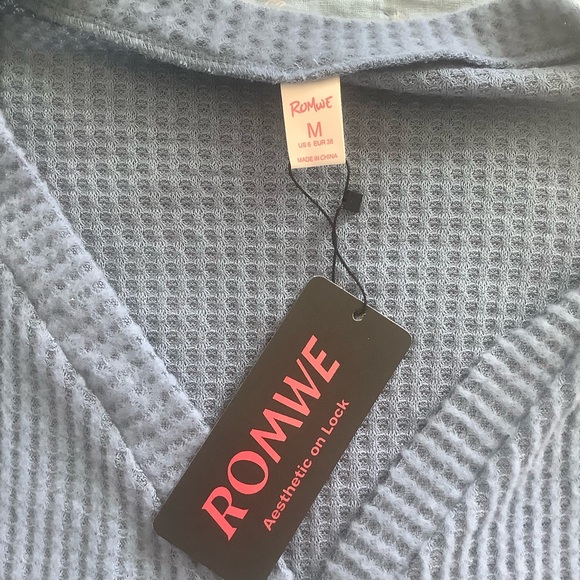 ROMWE
M
US 6 EUR 38
MADE IN CHINA
ROMWE
Aesthetic on Lock